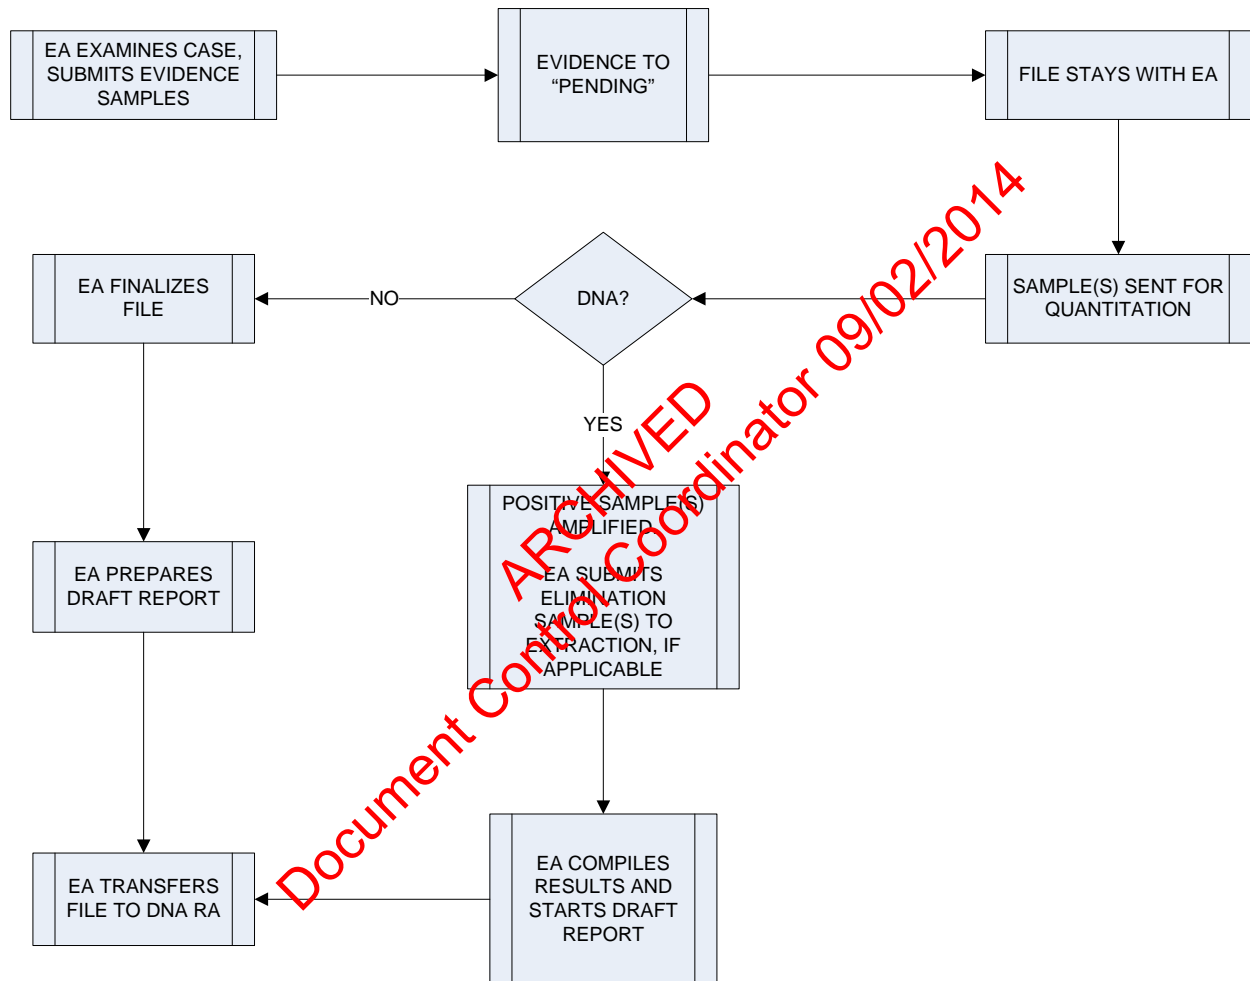 EA EXAMINES CASE,
SUBMITS EVIDENCE
SAMPLES
EVIDENCE TO
“PENDING”
FILE STAYS WITH EA
SAMPLE(S) SENT FOR
QUANTITATION
DNA?
NO
EA FINALIZES
FILE
YES
POSITIVE SAMPLE(S)
AMPLIFIED
EA SUBMITS
ELIMINATION
SAMPLE(S) TO
EXTRACTION, IF
APPLICABLE
EA PREPARES
DRAFT REPORT
EA COMPILES
RESULTS AND
STARTS DRAFT
REPORT
EA TRANSFERS
FILE TO DNA RA
ARCHIVED
Document Control Coordinator 09/02/2014